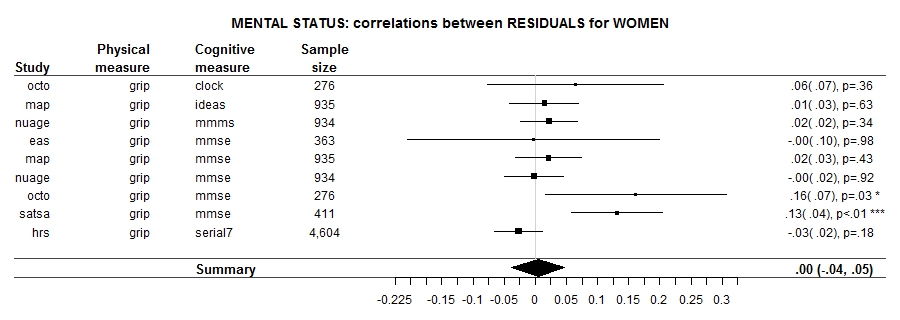 MENTAL STATUS: correlations between RESIDUALS for WOMEN
Physical Cognitive Sample
Study measure measure size
octo grip clock 276 .06( .07), p=.36
map grip ideas 935 .01( .03), p=.63
nuage grip mmms 934 .02( .02), p=.34
eas grip mmse 363 -.00( .10), p=.98
map grip mmse 935 .02( .03), p=.43
nuage grip mmse 934 -.00( .02), p=.92
octo grip mmse 276 .16( .07), p=.03 *
satsa grip mmse 411 .13( .04), p<.01 ***
hrs grip serial7 4,604 -.03( .02), p=.18
Summary .00 (-.04, .05)
-0.225 -0.15 -0.1 -0.05 0 0.05 0.1 0.15 0.2 0.25 0.3